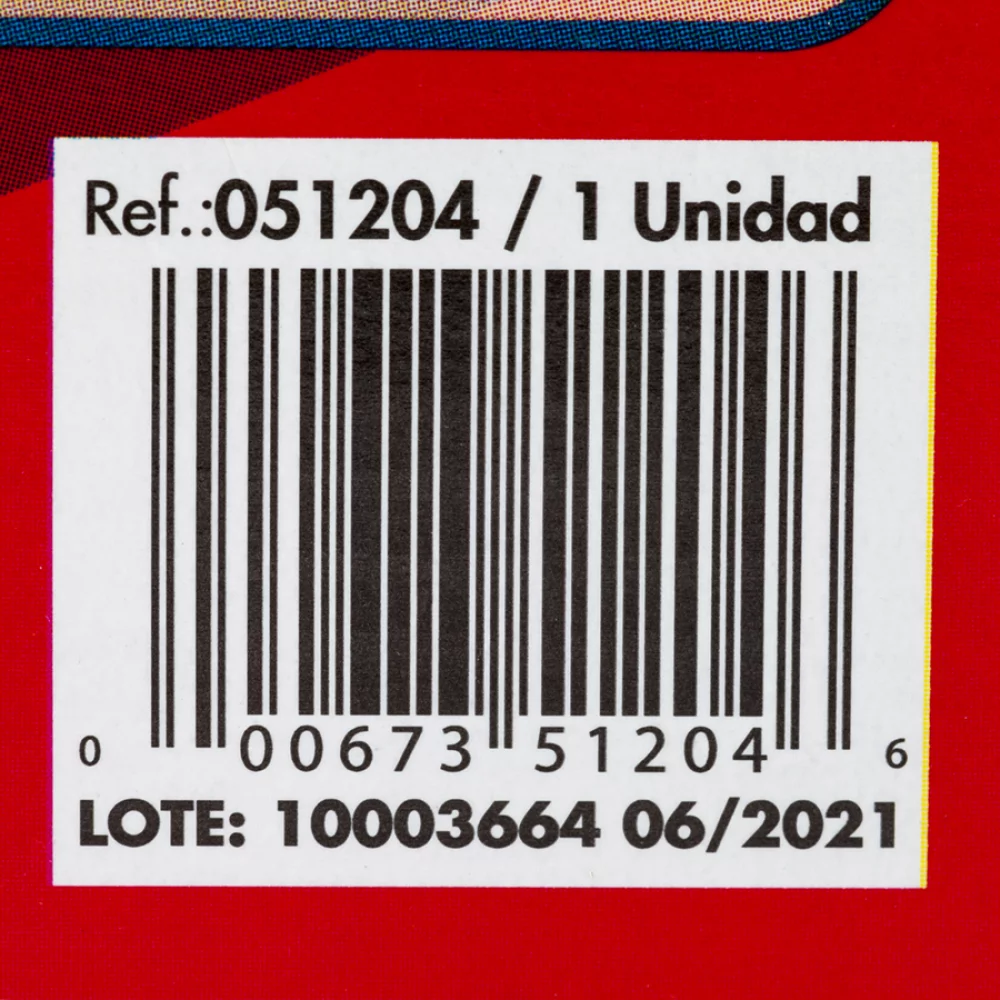 Ref.:051204 / 1 Unidad
0 00673 51204 6
LOTE: 10003664 06/2021